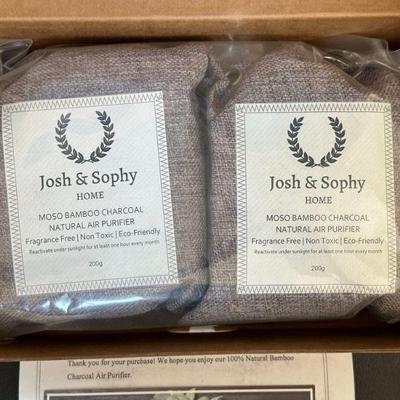 Josh & Sophy
HOME
MOSO BAMBOO CHARCOAL
NATURAL AIR PURIFIER
Fragrance Free | Non Toxic | Eco-Friendly
Reactivate under sunlight for at least one hour every month
200g
Josh & Sophy
HOME
MOSO BAMBOO CHARCOAL
NATURAL AIR PURIFIER
Fragrance Free | Non Toxic | Eco-Friendly
Reactivate under sunlight for at least one hour every month
200g
Thank you for your purchase! We hope you enjoy our 100% Natural Bamboo
Charcoal Air Purifier.